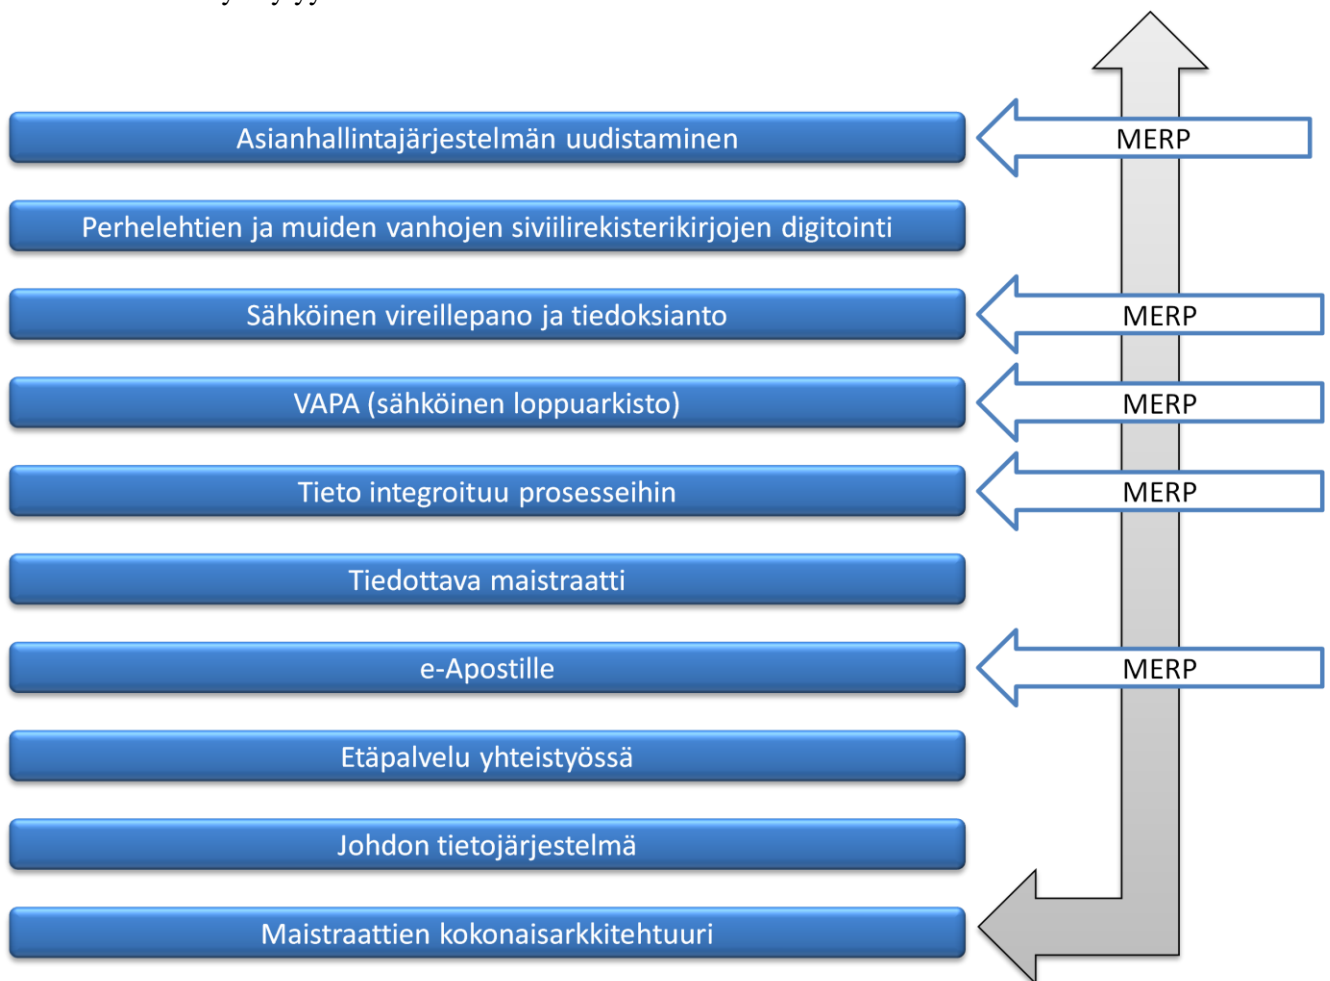 Asianhallintajärjestelmän uudistaminen
MERP
Perhelehtien ja muiden vanhojen siviilirekisterikirjojen digitointi
Sähköinen vireillepano ja tiedoksianto
MERP
VAPA (sähköinen loppuarkisto)
MERP
Tieto integroituu prosesseihin
MERP
Tiedottava maistraatti
e-Apostille
MERP
Etäpalvelu yhteistyössä
Johdon tietojärjestelmä
Maistraattien kokonaisarkkitehtuuri